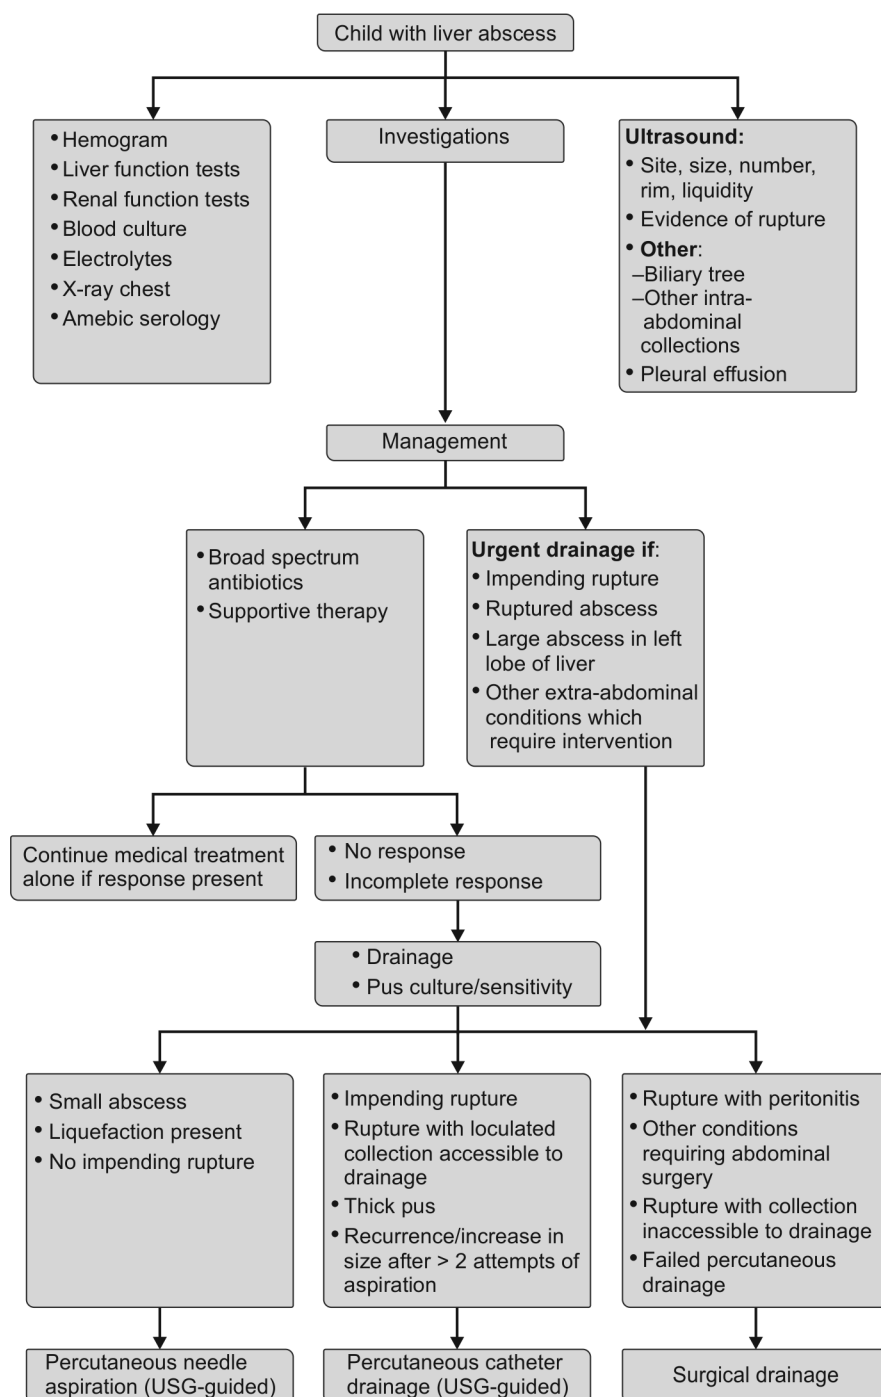 Child with liver abscess
• Hemogram
• Liver function tests
• Renal function tests
• Blood culture
• Electrolytes
• X-ray chest
• Amebic serology
Investigations
Ultrasound:
• Site, size, number,
rim, liquidity
• Evidence of rupture
• Other:
–Biliary tree
–Other intra-
abdominal
collections
• Pleural effusion
Management
• Broad spectrum
antibiotics
• Supportive therapy
Urgent drainage if:
• Impending rupture
• Ruptured abscess
• Large abscess in left
lobe of liver
• Other extra-abdominal
conditions which
require intervention
Continue medical treatment
alone if response present
• No response
• Incomplete response
• Drainage
• Pus culture/sensitivity
• Small abscess
• Liquefaction present
• No impending rupture
• Impending rupture
• Rupture with loculated
collection accessible to
drainage
• Thick pus
• Recurrence/increase in
size after > 2 attempts of
aspiration
• Rupture with peritonitis
• Other conditions
requiring abdominal
surgery
• Rupture with collection
inaccessible to drainage
• Failed percutaneous
drainage
Percutaneous needle
aspiration (USG-guided)
Percutaneous catheter
drainage (USG-guided)
Surgical drainage